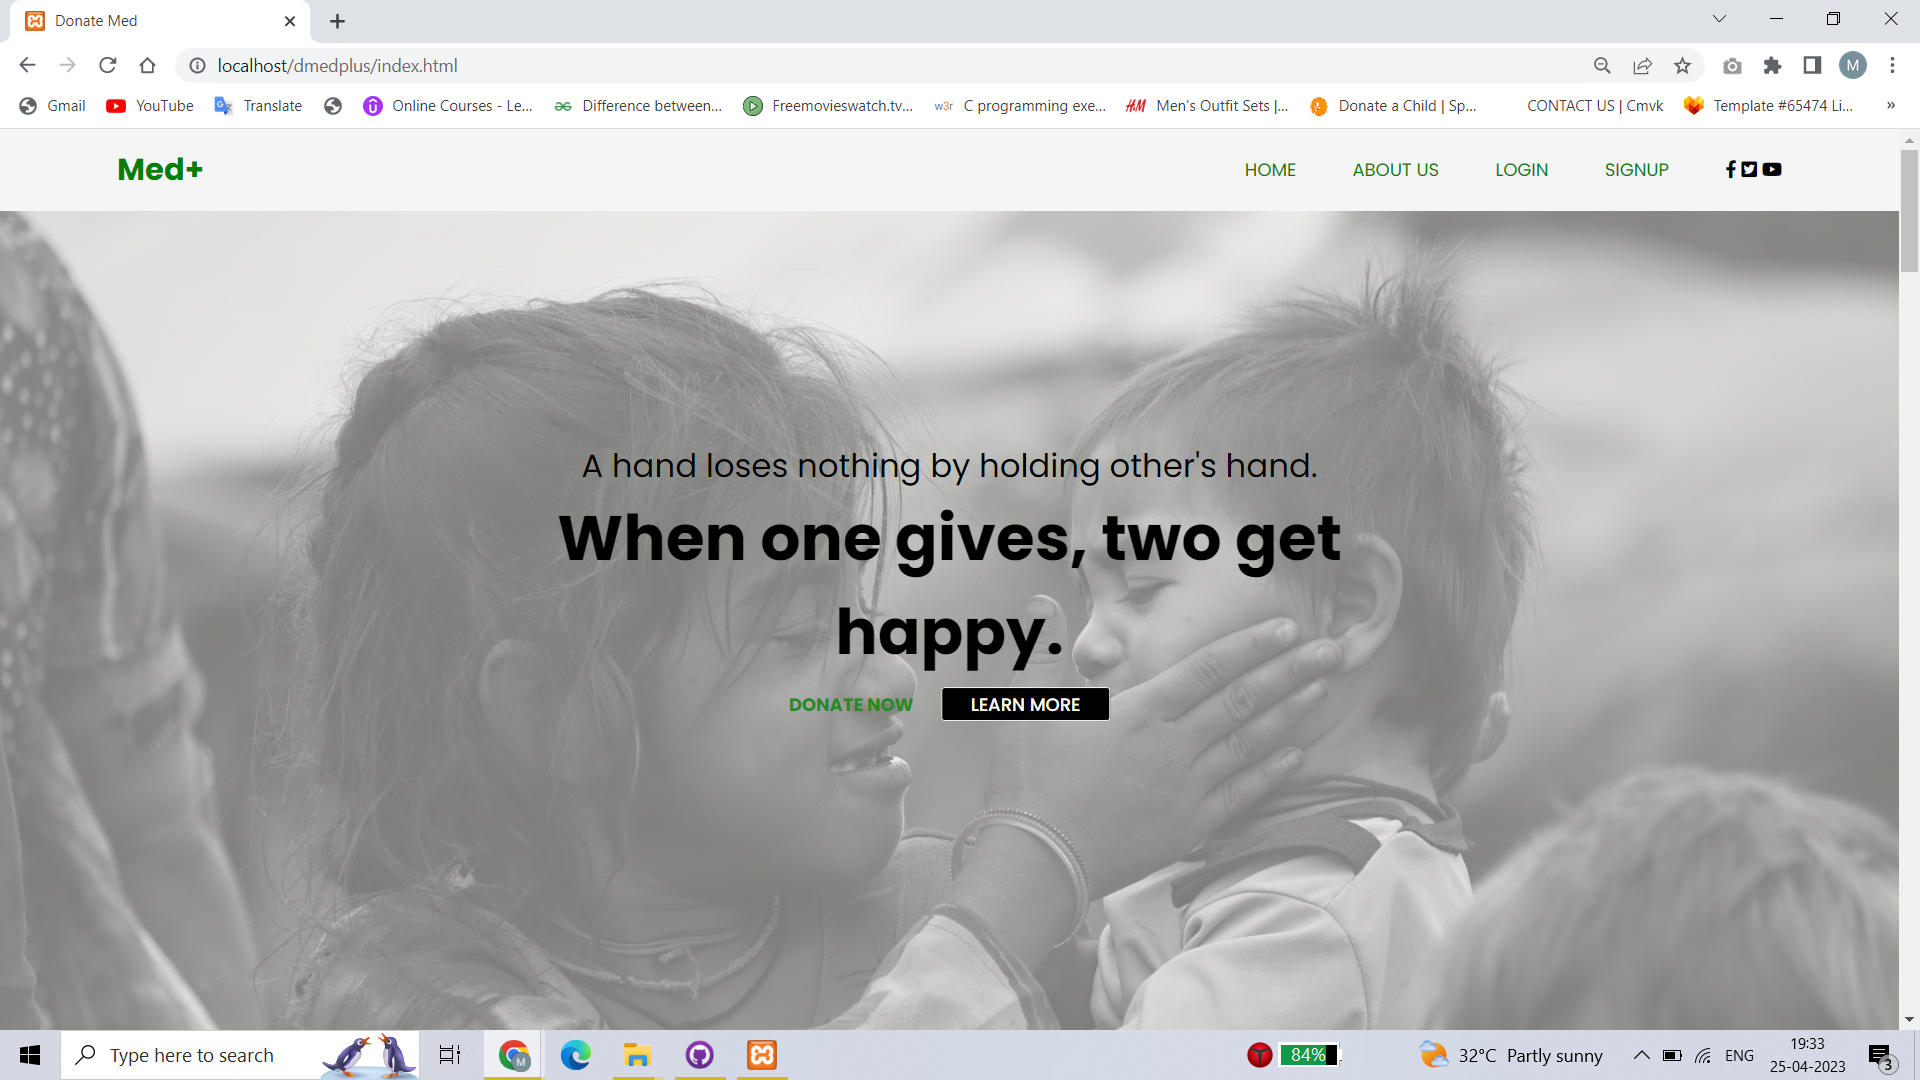 Donate Med
localhost/dmedplus/index.html
M
Gmail
YouTube
Translate
Online Courses - Le...
Difference between...
Freemovieswatch.tv...
w3r
C programming exe...
H&M
Men's Outfit Sets |...
Donate a Child | Sp...
CONTACT US | Cmvk
Template #65474 Li...
»
Med+
HOME
ABOUT US
LOGIN
SIGNUP
A hand loses nothing by holding other's hand.
When one gives, two get
happy.
DONATE NOW
LEARN MORE
Type here to search
M
84%
32°C Partly sunny
ENG
19:33
25-04-2023
3